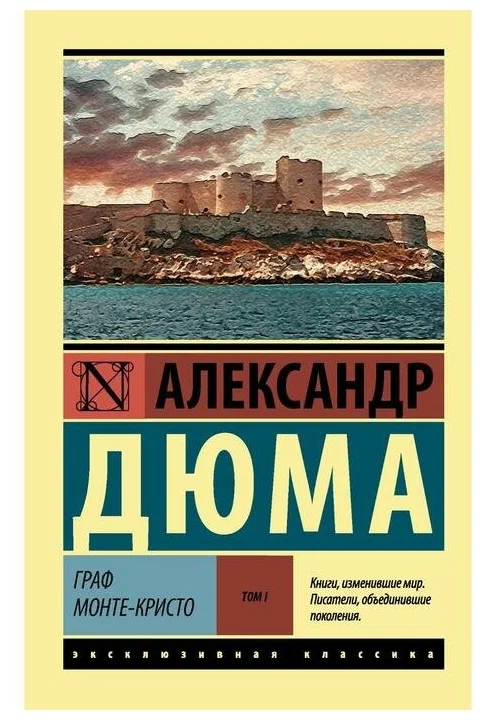 N
АЛЕКСАНДР
ДЮМА
ГРАФ
МОНТЕ-КРИСТО
ТОМ I
Книги, изменившие мир.
Писатели, объединившие
поколения.
эксклюзивная классика